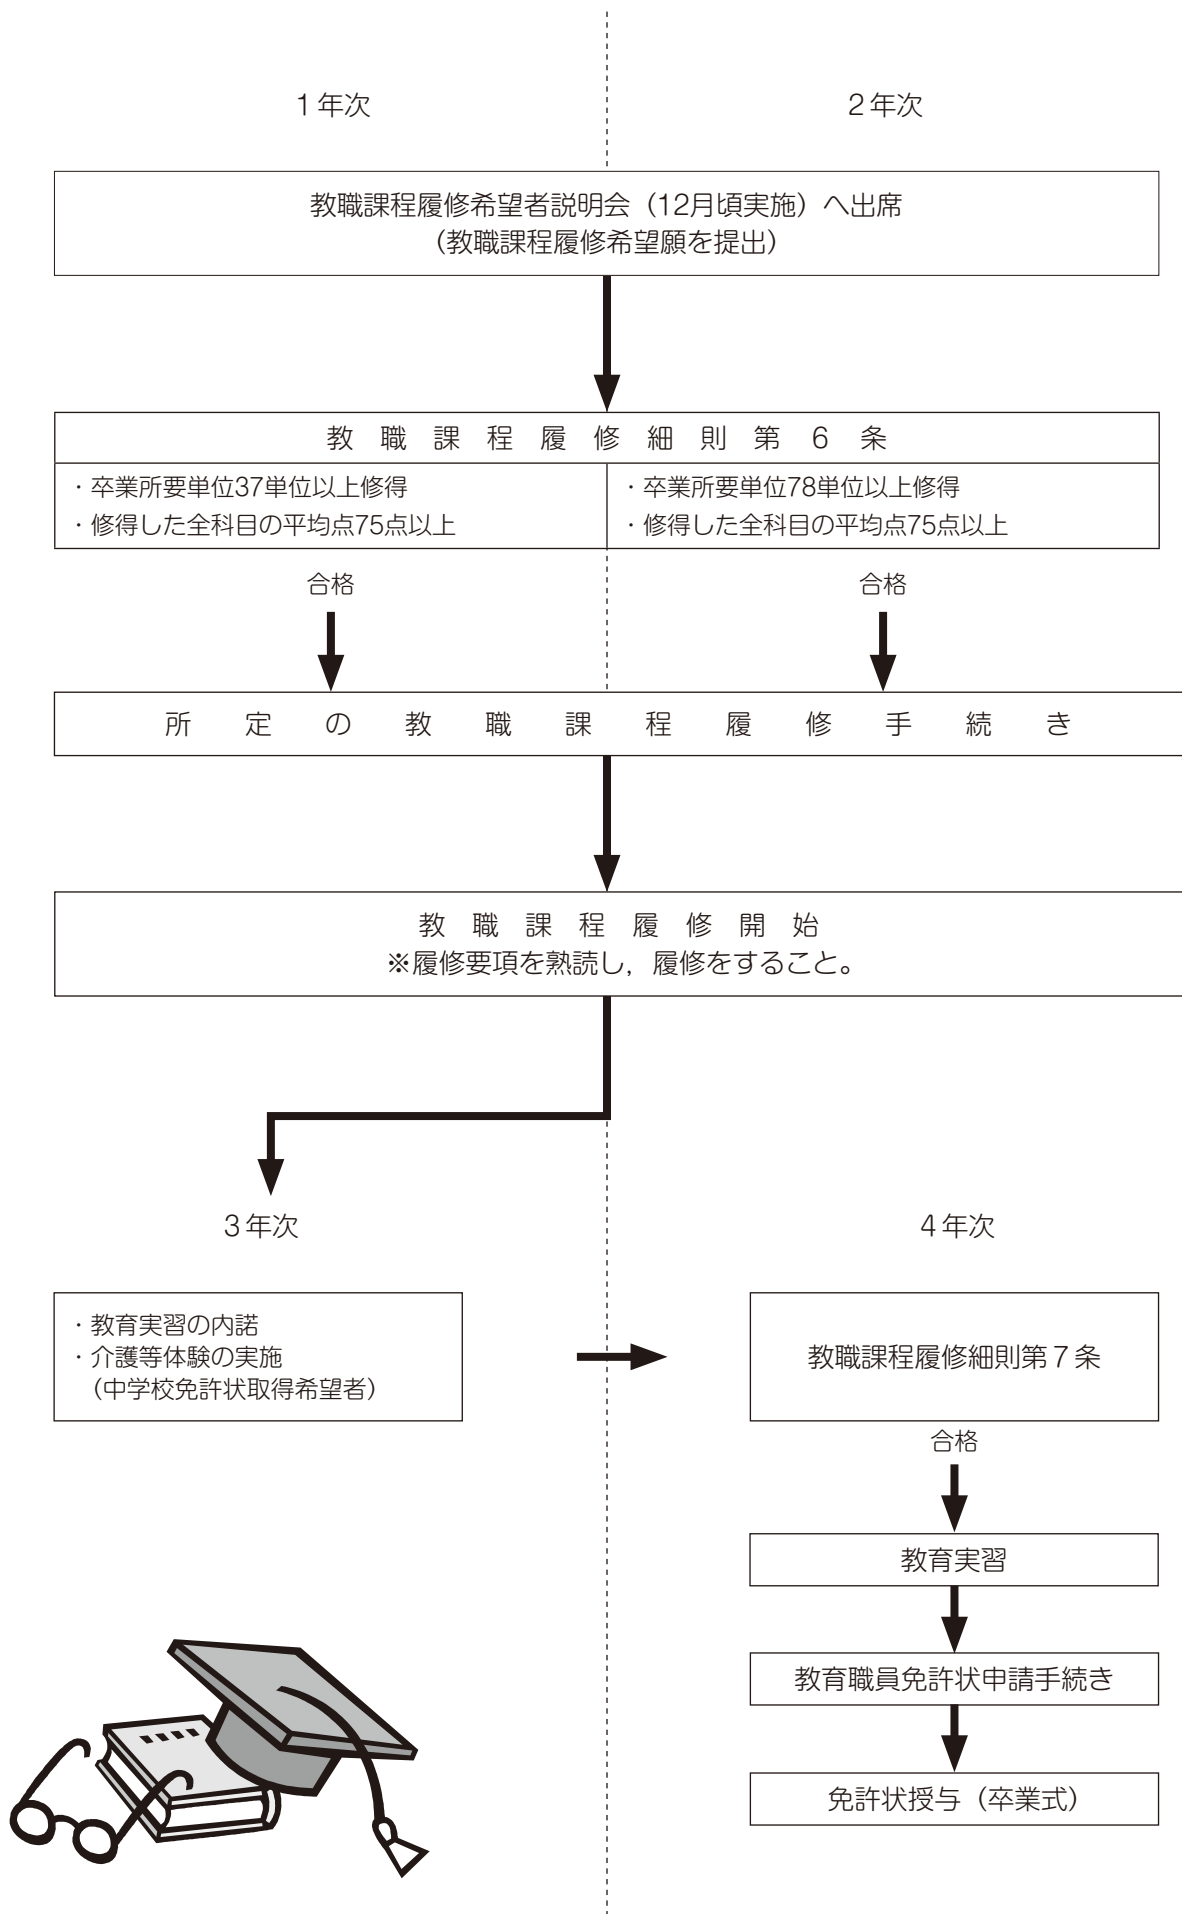 1年次
2年次
教職課程履修希望者説明会（12月頃実施）へ出席
（教職課程履修希望願を提出）
教職課程履修細則第6条
・卒業所要単位37単位以上修得
・修得した全科目の平均点75点以上
・卒業所要単位78単位以上修得
・修得した全科目の平均点75点以上
合格
合格
所定の教職課程履修手続き
教職課程履修開始
※履修要項を熟読し，履修をすること。
3年次
4年次
・教育実習の内諾
・介護等体験の実施
（中学校免許状取得希望者）
教職課程履修細則第7条
合格
教育実習
教育職員免許状申請手続き
免許状授与（卒業式）